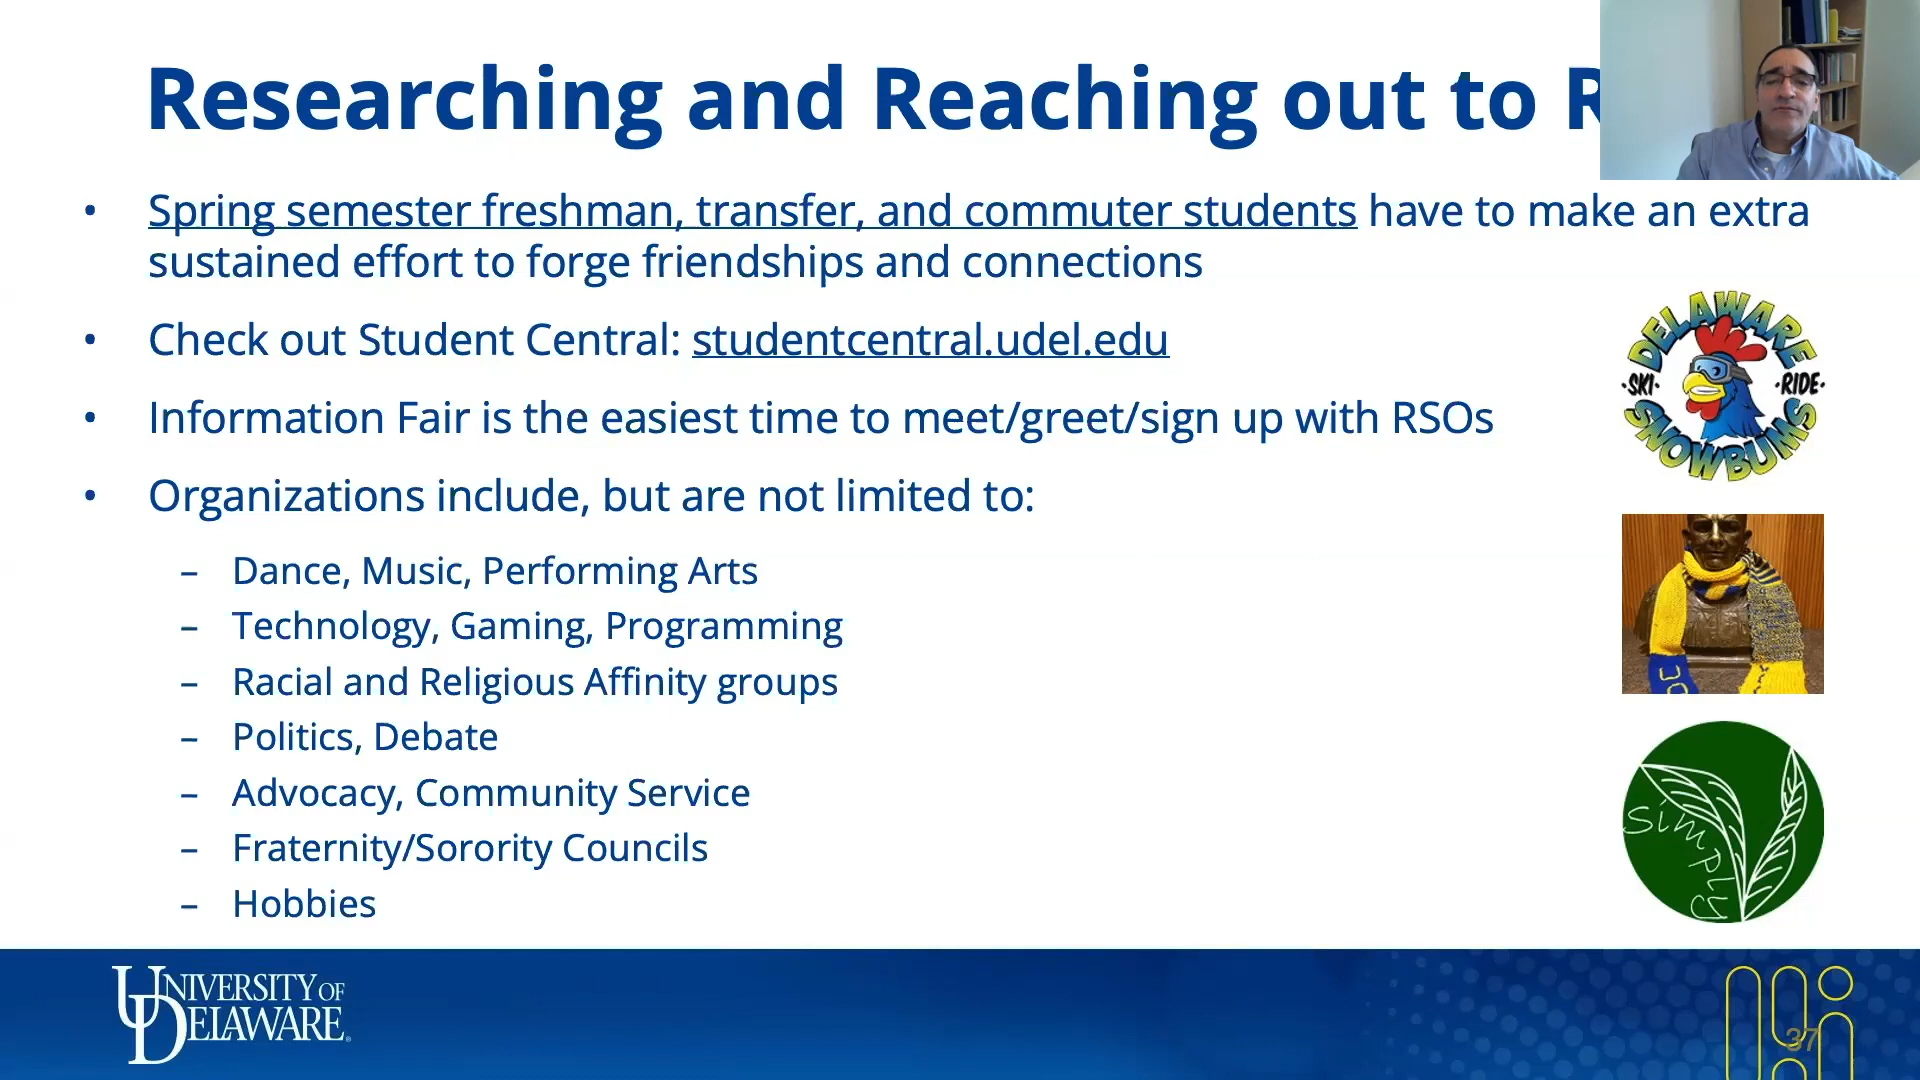 Researching and Reaching out to R
• Spring semester freshman, transfer, and commuter students have to make an extra
sustained effort to forge friendships and connections
• Check out Student Central: studentcentral.udel.edu
• Information Fair is the easiest time to meet/greet/sign up with RSOs
• Organizations include, but are not limited to:
– Dance, Music, Performing Arts
– Technology, Gaming, Programming
– Racial and Religious Affinity groups
– Politics, Debate
– Advocacy, Community Service
– Fraternity/Sorority Councils
– Hobbies
DELAWARE
·SKI· ·RIDE·
SNOWBUMS
UD
Simply
UNIVERSITY OF
DELAWARE
37